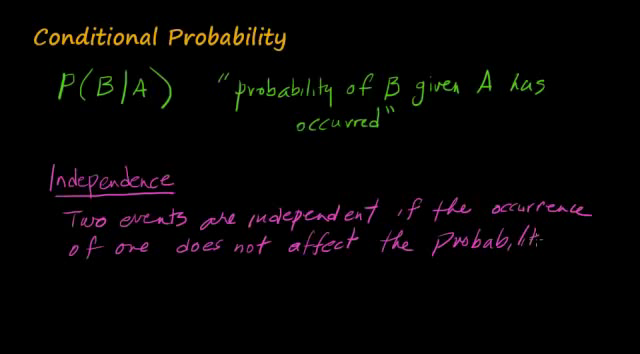 Conditional Probability
P(B/A) "probability of B given A has
occurred"
Independence
Two events are independent if the occurrence
of one does not affect the probabilit